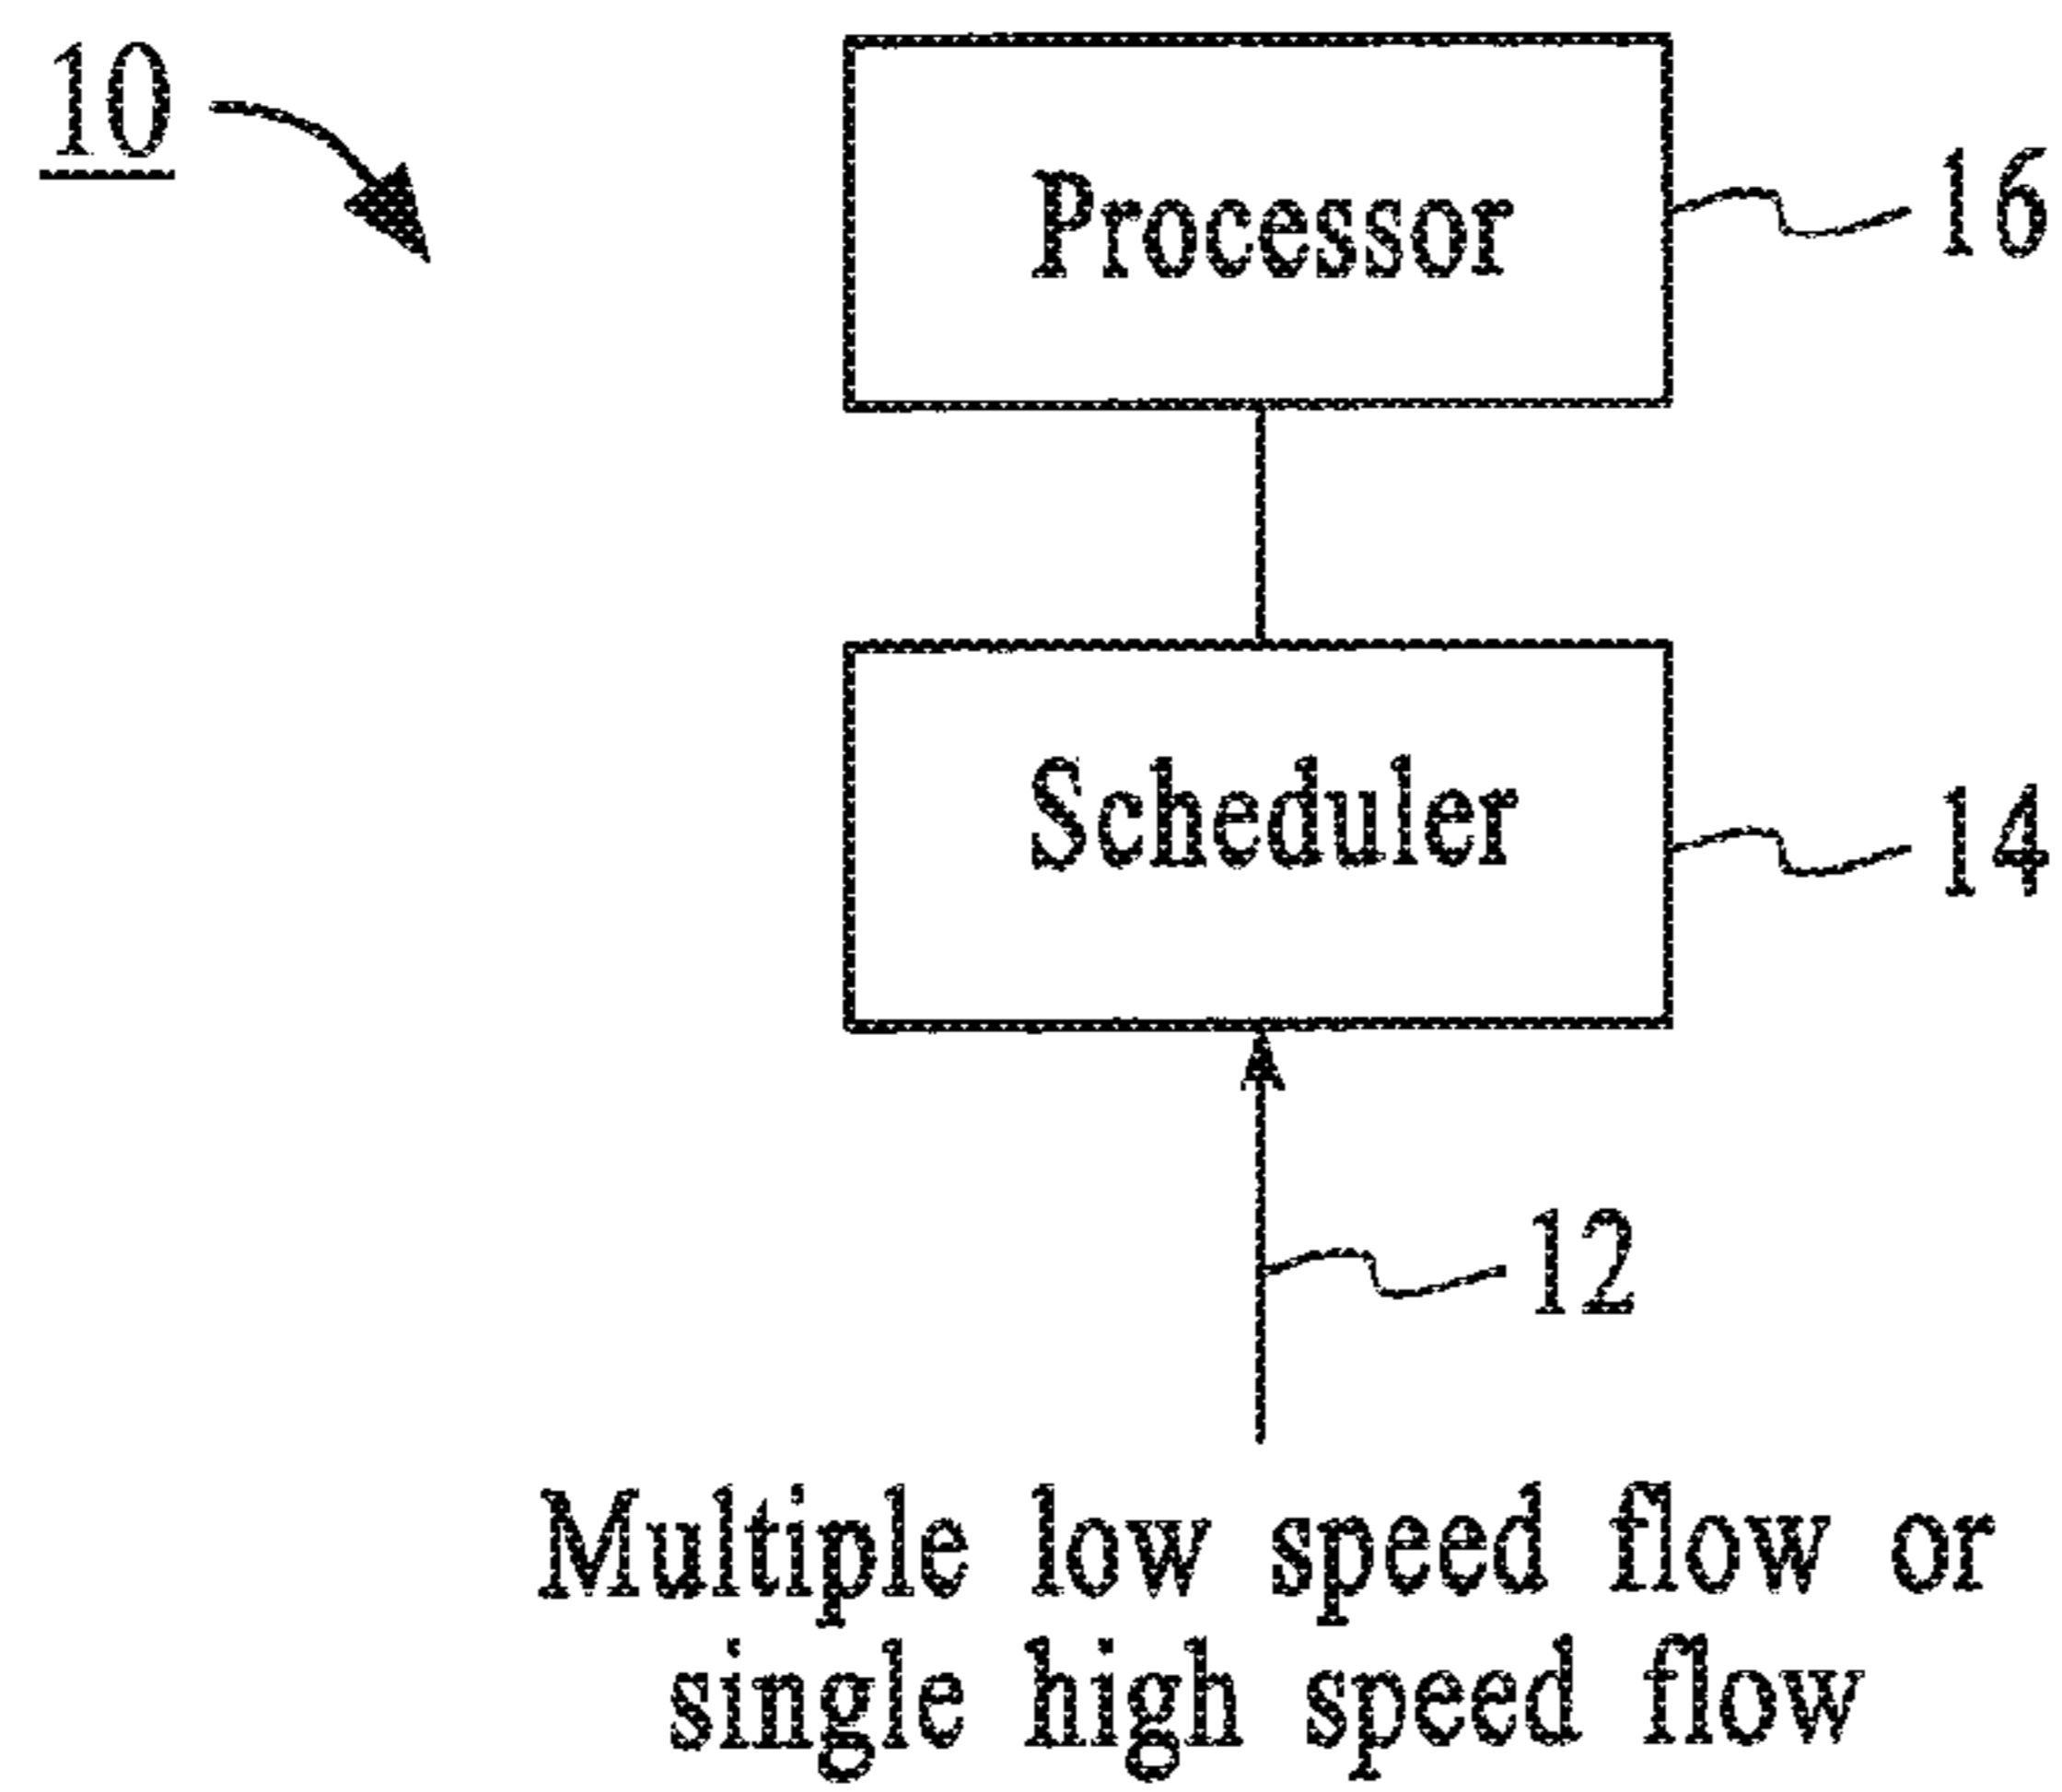 10
Processor
16
Scheduler
14
12
Multiple low speed flow or
single high speed flow